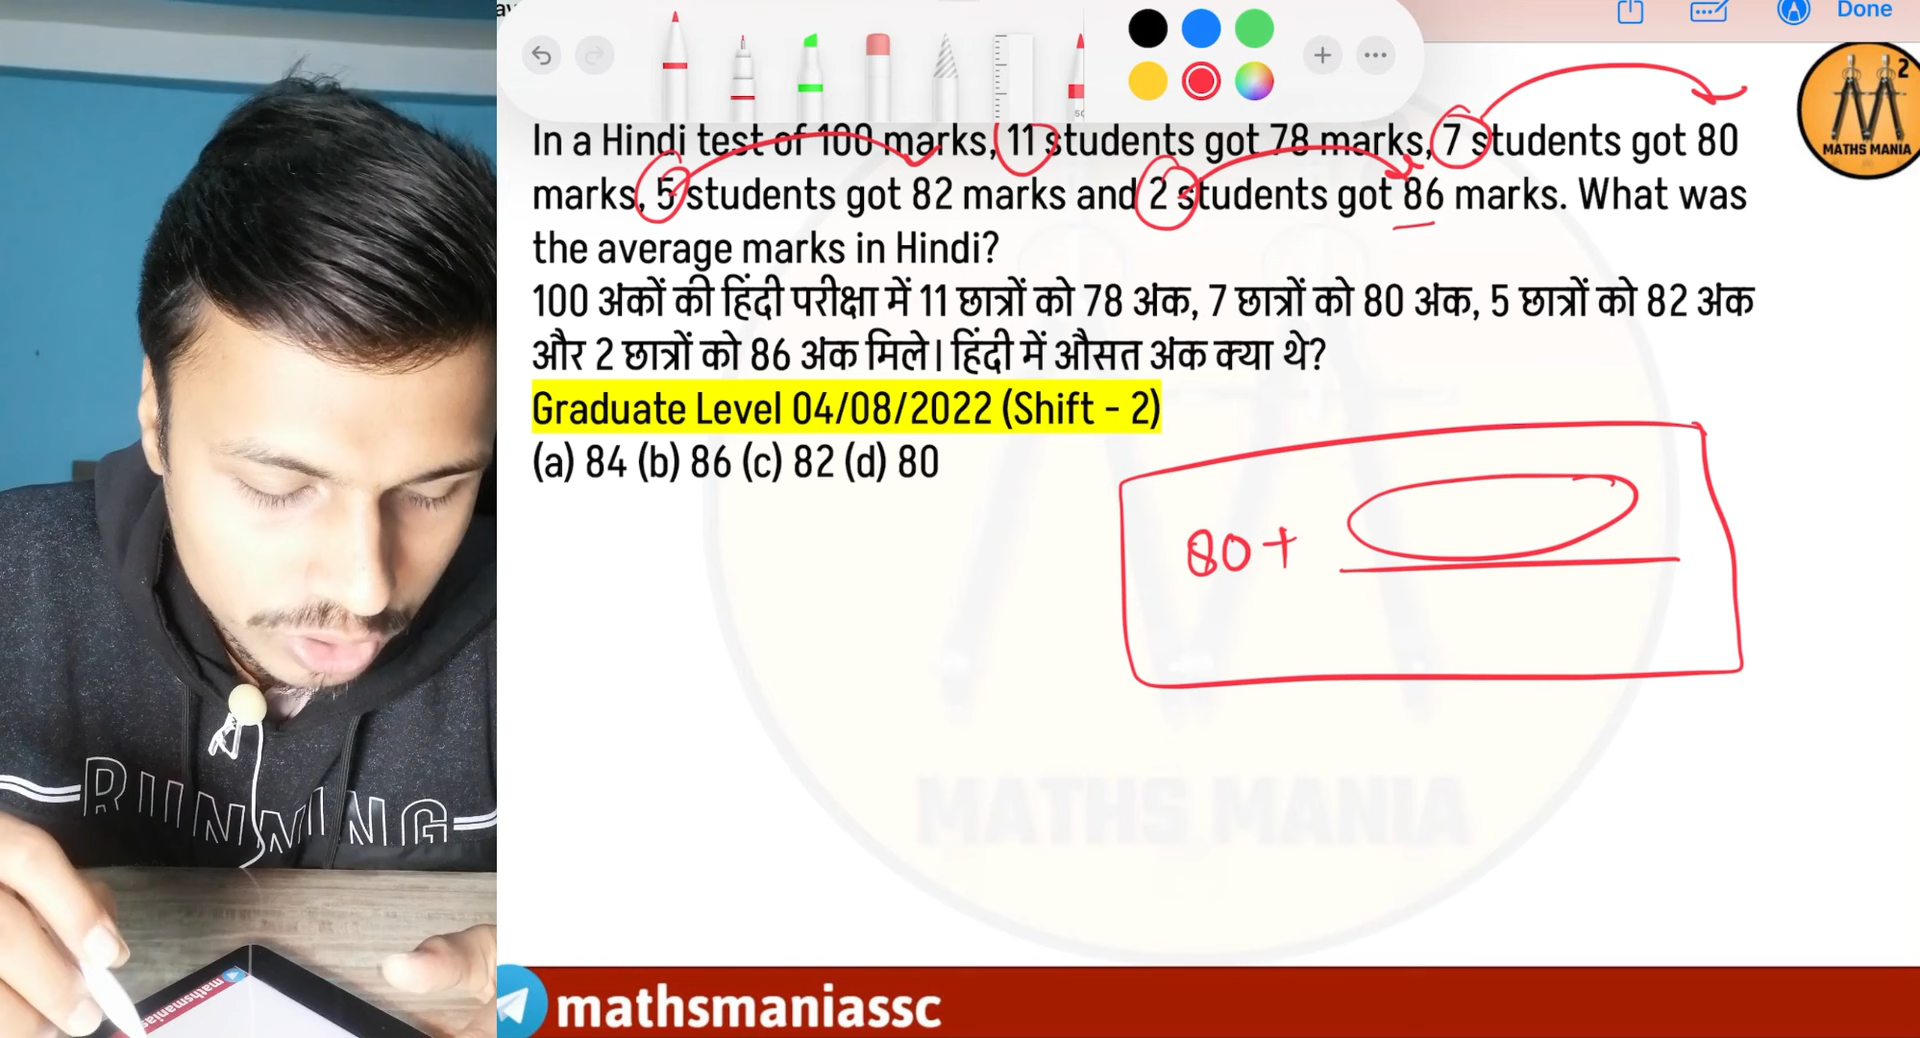 Done
2
MATHS MANIA
In a Hindi test of 100 marks, 11 students got 78 marks, 7 students got 80
marks, 5 students got 82 marks and 2 students got 86 marks. What was
the average marks in Hindi?
100 अंकों की हिंदी परीक्षा में 11 छात्रों को 78 अंक, 7 छात्रों को 80 अंक, 5 छात्रों को 82 अंक
और 2 छात्रों को 86 अंक मिले। हिंदी में औसत अंक क्या थे?
Graduate Level 04/08/2022 (Shift - 2)
(a) 84 (b) 86 (c) 82 (d) 80
80+
MATHS MANIA
RUNNING
mathsmaniassc